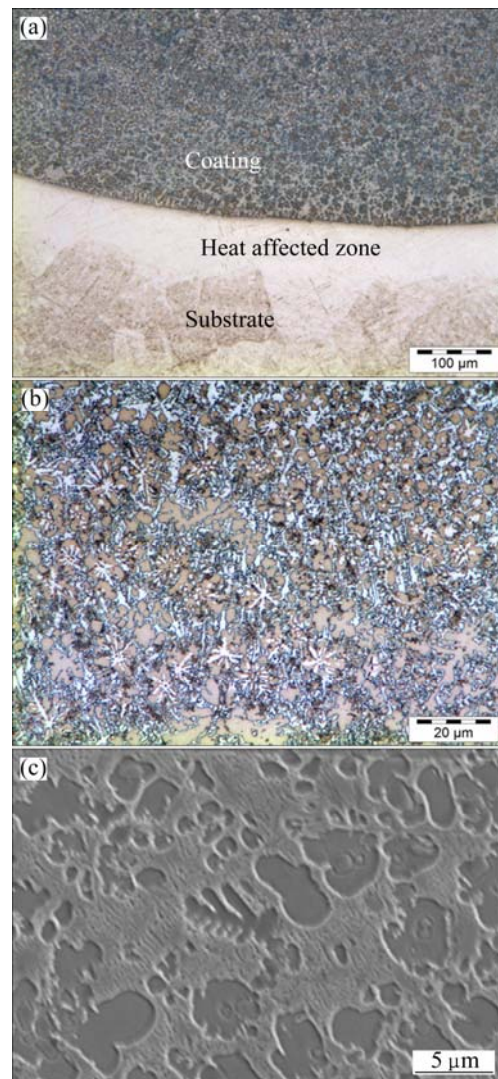 (a)
Coating
Heat affected zone
Substrate
100 μm
(b)
20 μm
(c)
5 μm